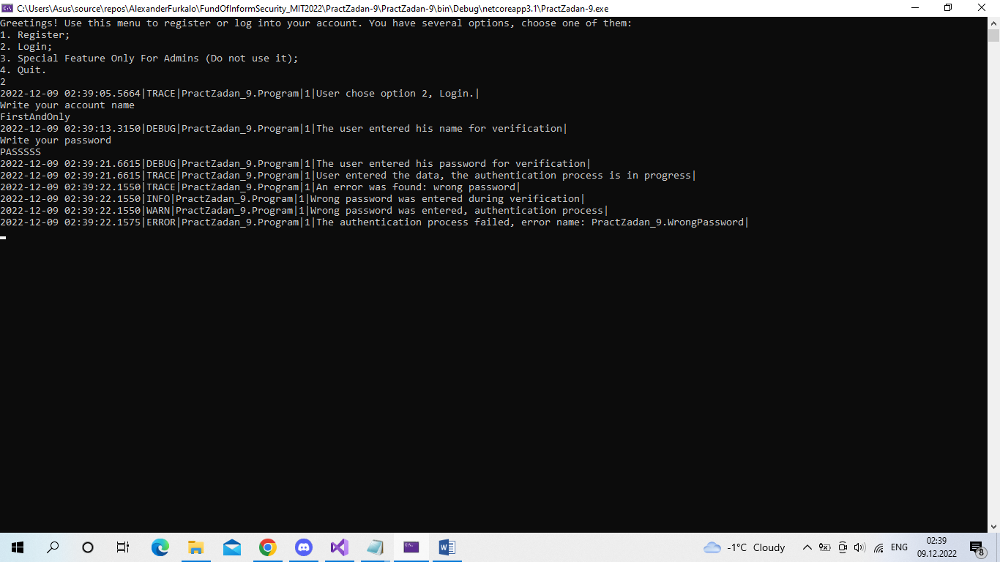 C:\Users\Asus\source\repos\AlexanderFurkalo\FundOfInformSecurity_MIT2022\PractZadan-9\PractZadan-9\bin\Debug\netcoreapp3.1\PractZadan-9.exe
Greetings! Use this menu to register or log into your account. You have several options, choose one of them:
1. Register;
2. Login;
3. Special Feature Only For Admins (Do not use it);
4. Quit.
2
2022-12-09 02:39:05.5664|TRACE|PractZadan_9.Program|1|User chose option 2, Login.|
Write your account name
FirstAndOnly
2022-12-09 02:39:13.3150|DEBUG|PractZadan_9.Program|1|The user entered his name for verification|
Write your password
PASSSSS
2022-12-09 02:39:21.6615|DEBUG|PractZadan_9.Program|1|The user entered his password for verification|
2022-12-09 02:39:21.6615|TRACE|PractZadan_9.Program|1|User entered the data, the authentication process is in progress|
2022-12-09 02:39:22.1550|TRACE|PractZadan_9.Program|1|An error was found: wrong password|
2022-12-09 02:39:22.1550|INFO|PractZadan_9.Program|1|Wrong password was entered during verification|
2022-12-09 02:39:22.1550|WARN|PractZadan_9.Program|1|Wrong password was entered, authentication process|
2022-12-09 02:39:22.1575|ERROR|PractZadan_9.Program|1|The authentication process failed, error name: PractZadan_9.WrongPassword|
-1°C Cloudy
ENG
02:39
09.12.2022
8